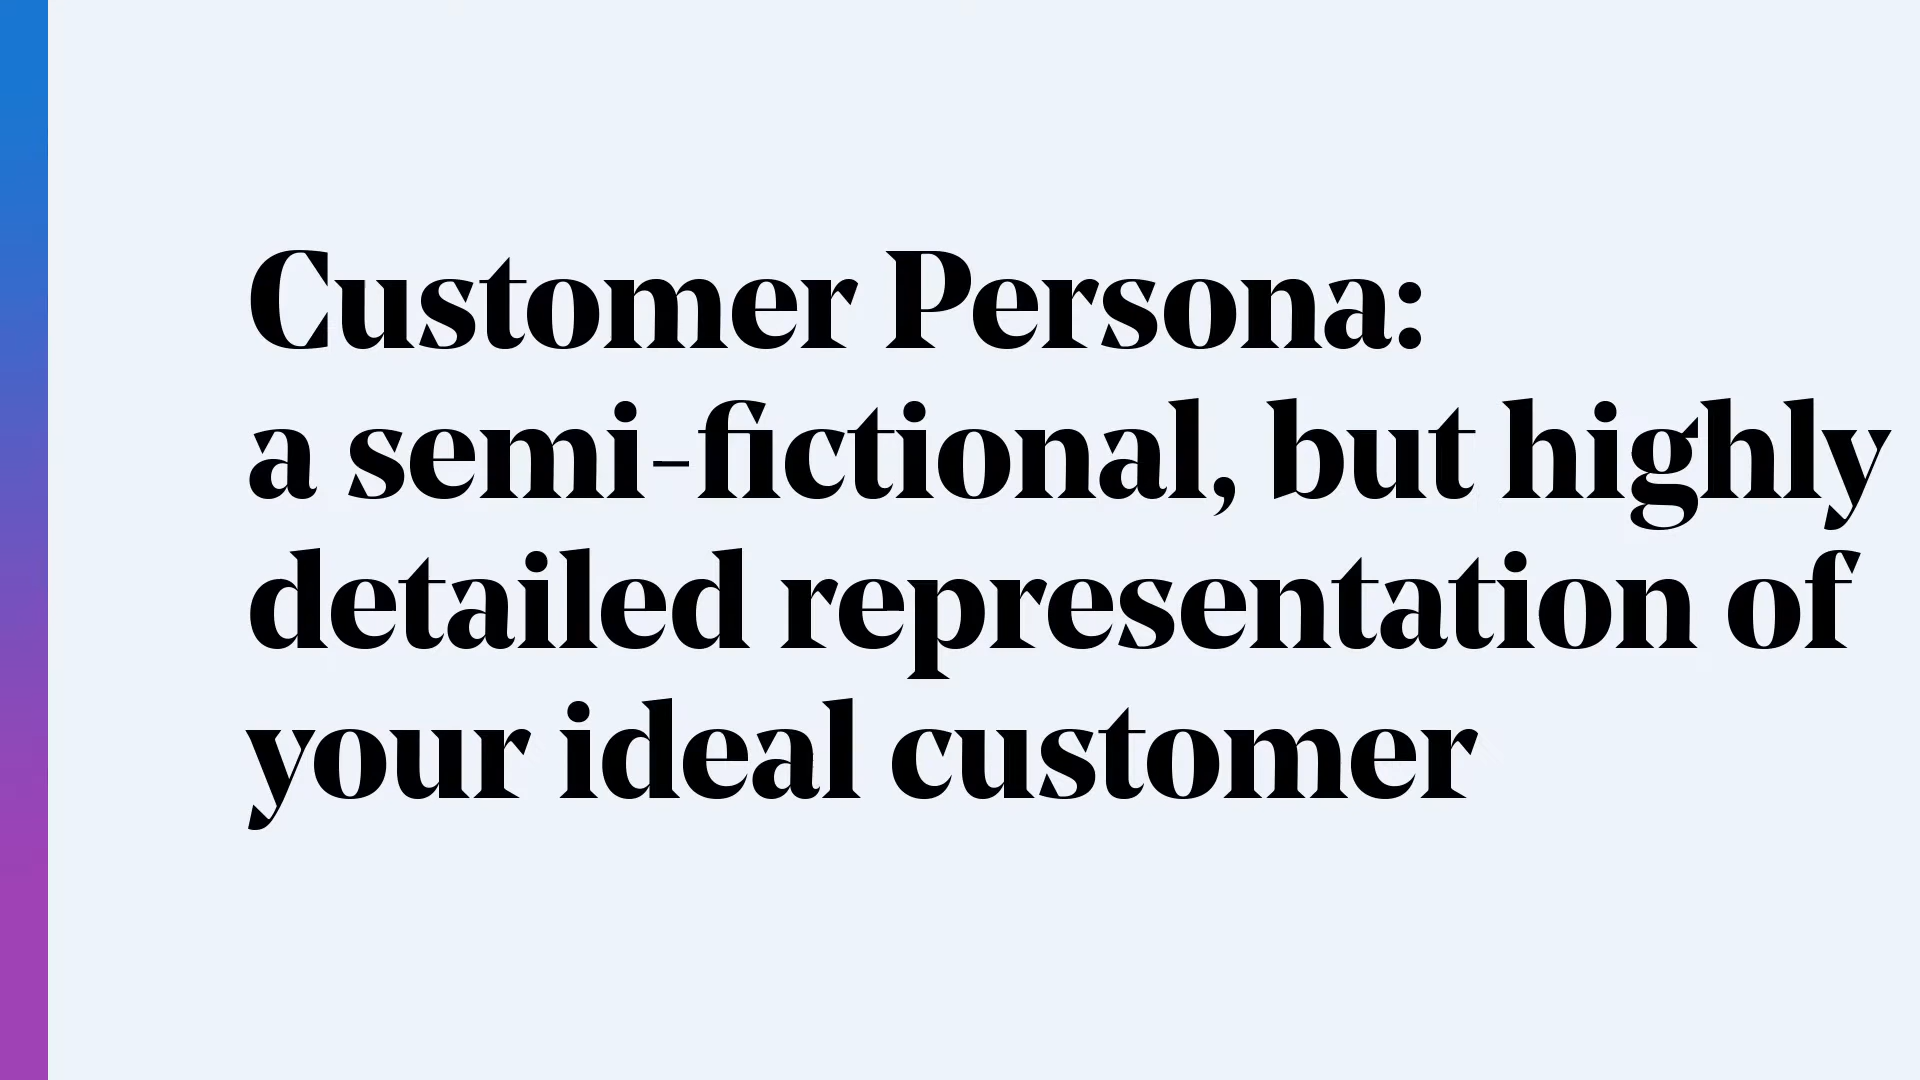 Customer Persona:
a semi-fictional, but highly
detailed representation of
your ideal customer